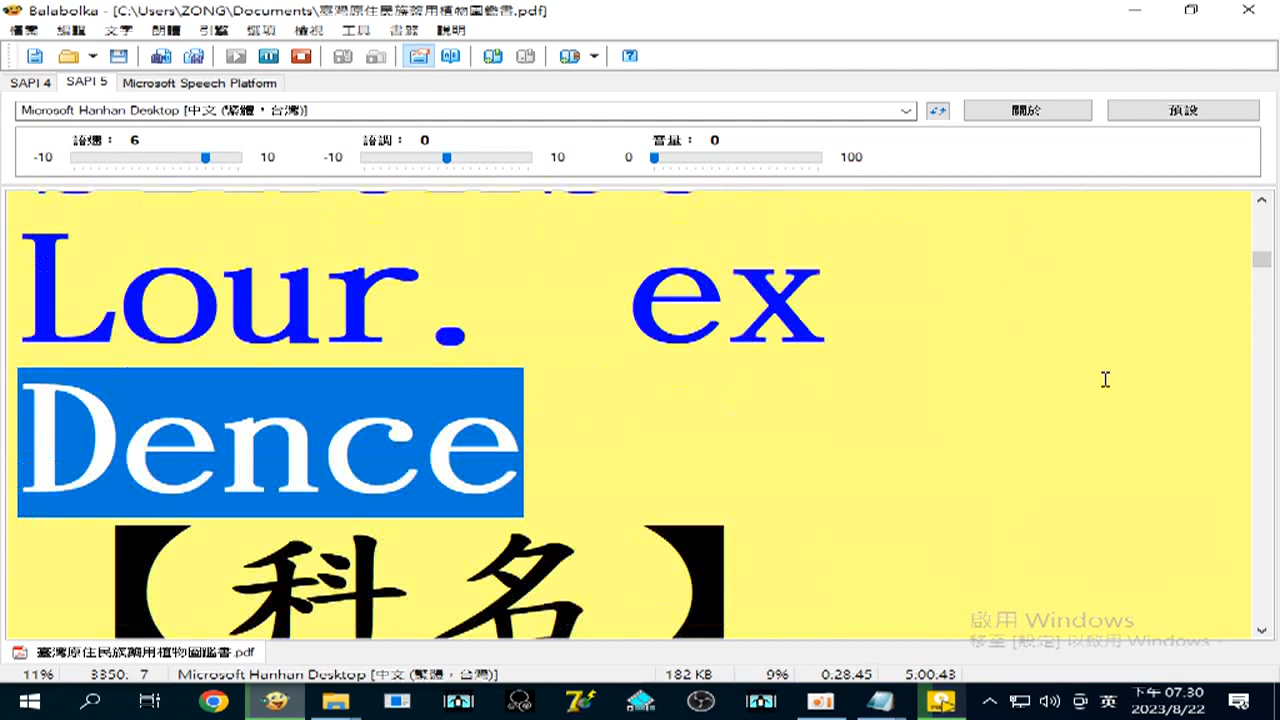 Balabolka - [C:\Users\ZONG\Documents\臺灣原住民族藥用植物圖鑑書.pdf]
檔案 編輯 文字 朗讀 引擎 選項 檢視 工具 書籤 說明
SAPI 4 SAPI 5 Microsoft Speech Platform
Microsoft Hanhan Desktop [中文 (繁體，台灣)] 關於 預設
語速： 6 語調： 0 音量： 0
-10 10 -10 10 0 100
Lour. ex
Dence
【科名】
啟用 Windows
移至 [設定] 以啟用 Windows。
臺灣原住民族藥用植物圖鑑書.pdf
11% 3350. 7 Microsoft Hanhan Desktop [中文 (繁體，台灣)] 182 KB 9% 0.28.45 5.00.43
英 下午 07.30
2023/8/22